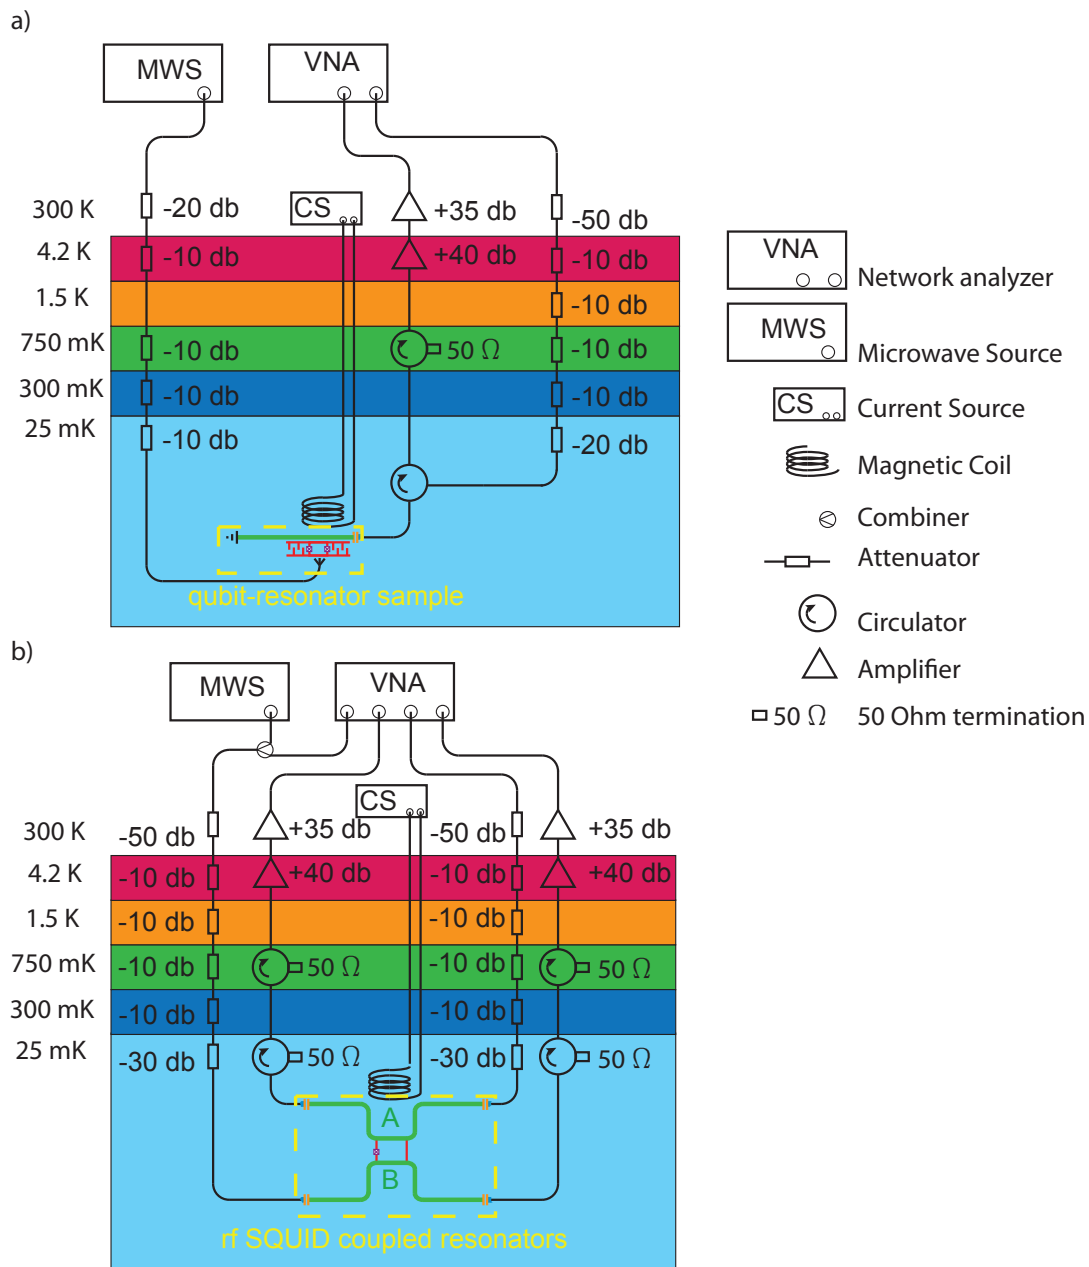 a)
MWS
VNA
300 K
-20 db
CS
+35 db
-50 db
4.2 K
-10 db
+40 db
-10 db
1.5 K
-10 db
750 mK
-10 db
50 Ω
-10 db
300 mK
-10 db
-10 db
25 mK
-10 db
-20 db
qubit-resonator sample
VNA
Network analyzer
MWS
Microwave Source
CS
Current Source
Magnetic Coil
Combiner
Attenuator
Circulator
Amplifier
50 Ω
50 Ohm termination
b)
MWS
VNA
CS
300 K
-50 db
+35 db
-50 db
+35 db
4.2 K
-10 db
+40 db
-10 db
+40 db
1.5 K
-10 db
-10 db
750 mK
-10 db
50 Ω
-10 db
50 Ω
300 mK
-10 db
-10 db
25 mK
-30 db
50 Ω
-30 db
50 Ω
A
B
rf SQUID coupled resonators